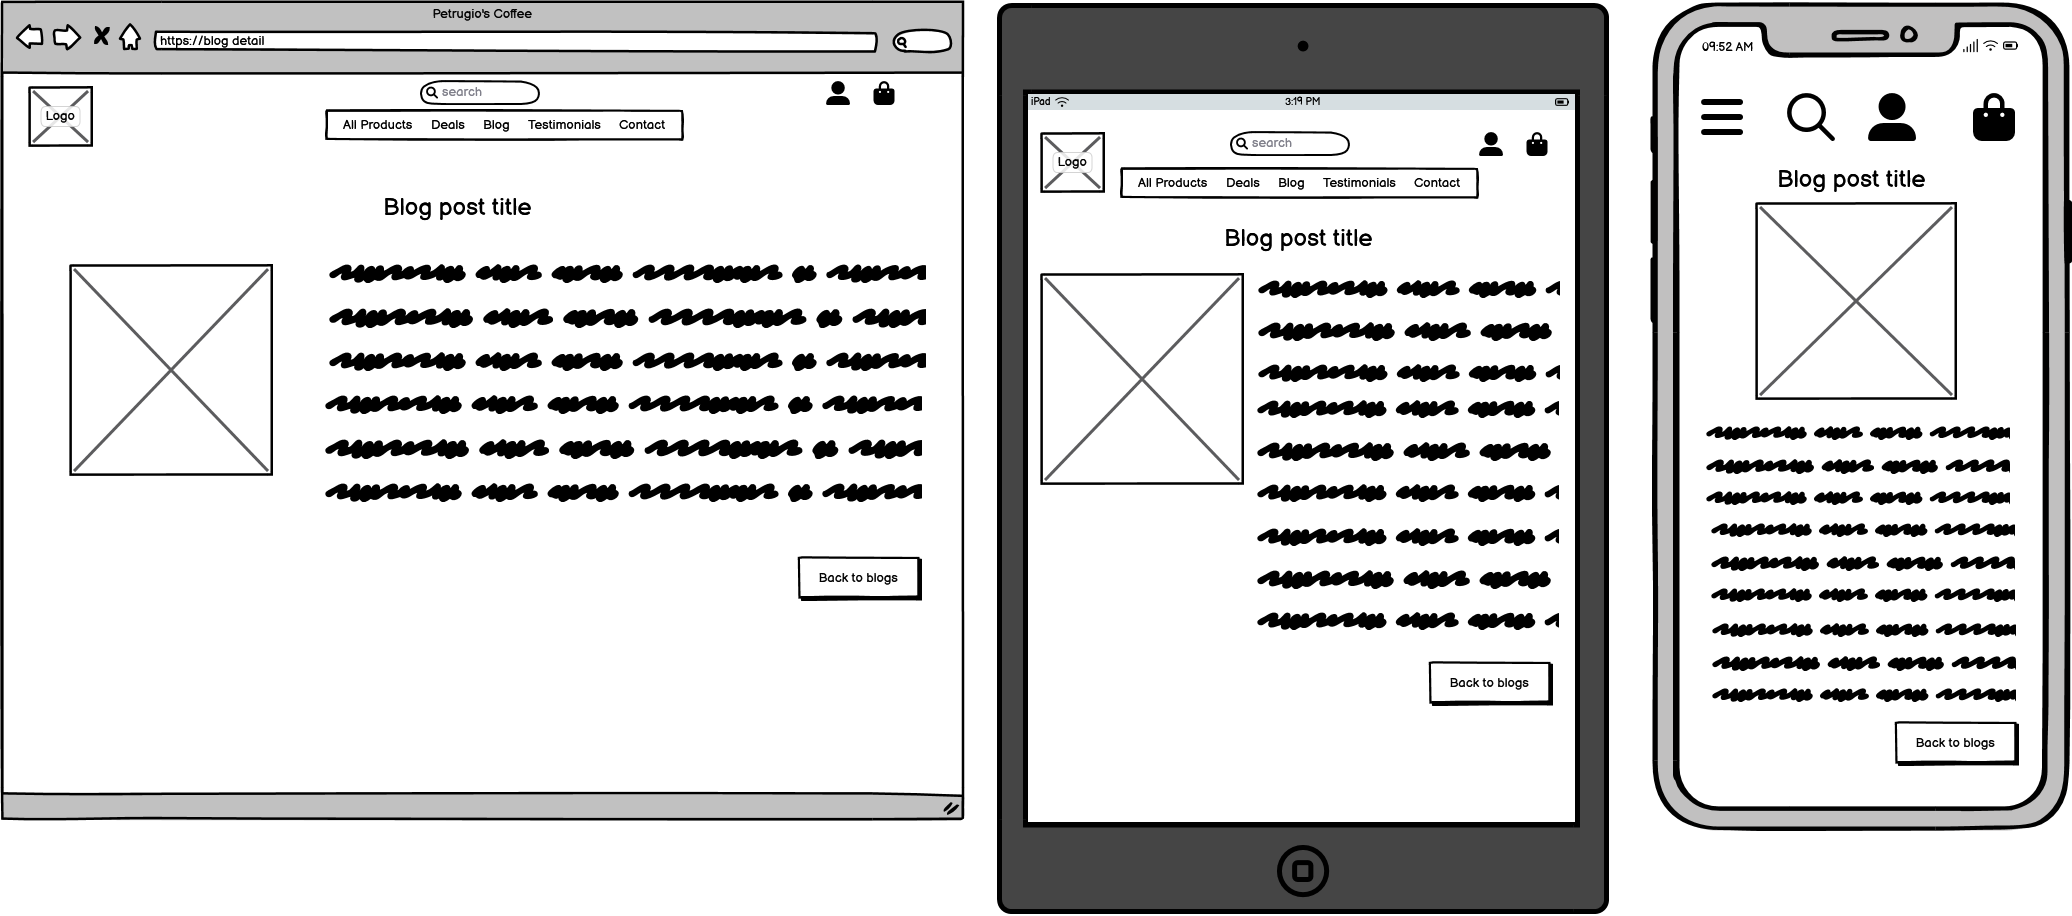 Petrugio's Coffee
https://blog detail
search
Logo
All Products Deals Blog Testimonials Contact
Blog post title
Back to blogs
iPad 3:19 PM
search
Logo
All Products Deals Blog Testimonials Contact
Blog post title
Back to blogs
09:52 AM
Blog post title
Back to blogs